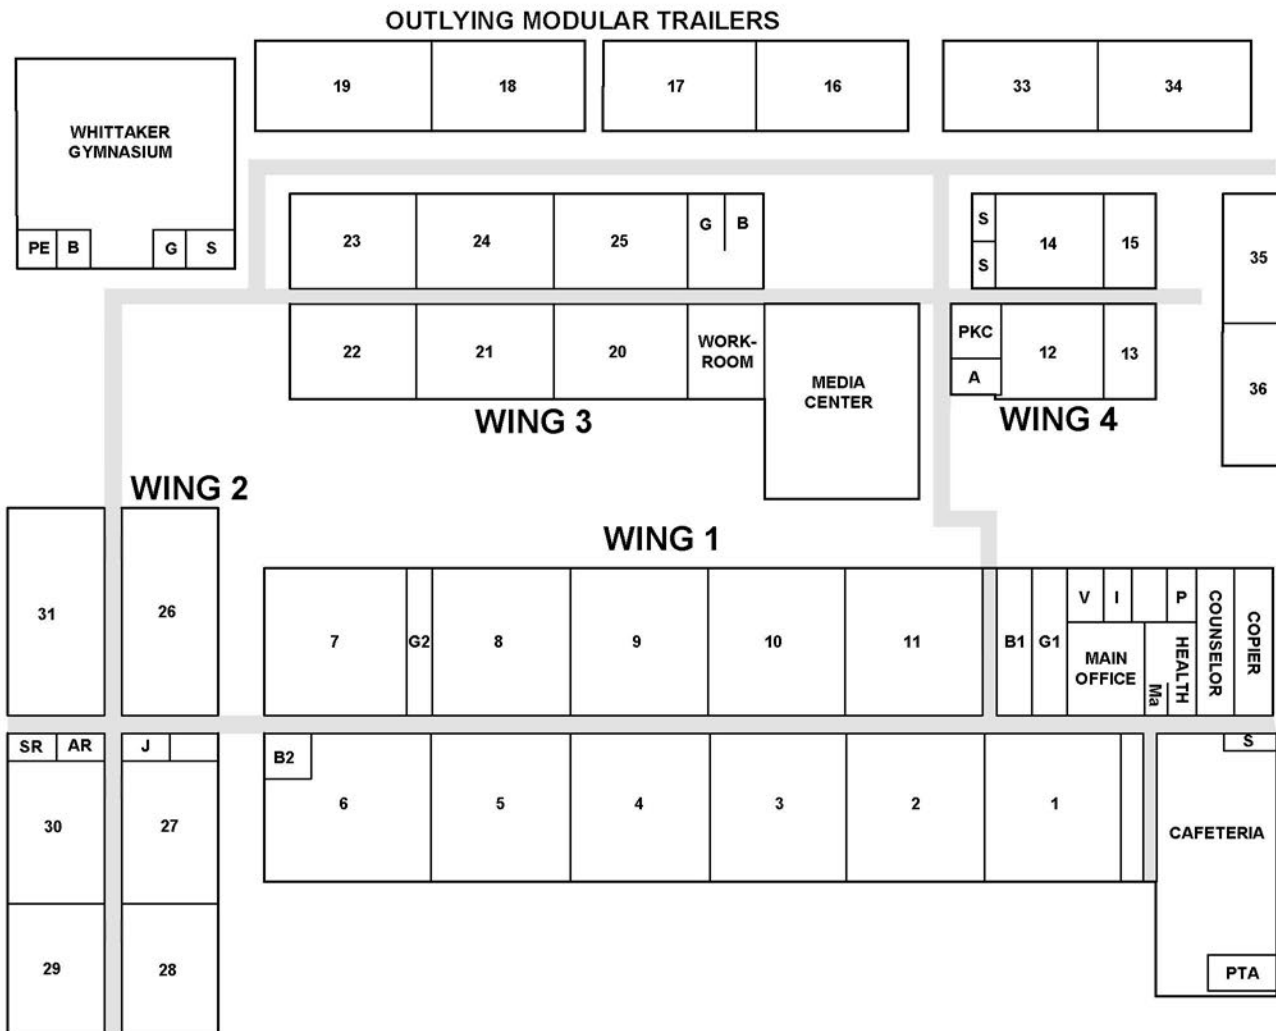 OUTLYING MODULAR TRAILERS
19
18
17
16
33
34
WHITTAKER
GYMNASIUM
PE
B
G
S
23
24
25
G
B
S
S
14
15
35
22
21
20
WORK-
ROOM
MEDIA
CENTER
PKC
A
12
13
36
WING 3
WING 4
WING 2
WING 1
31
26
7
G2
8
9
10
11
B1
G1
V
I
P
MAIN
OFFICE
Ma
HEALTH
COUNSELOR
COPIER
SR
AR
J
B2
S
30
27
6
5
4
3
2
1
CAFETERIA
29
28
PTA